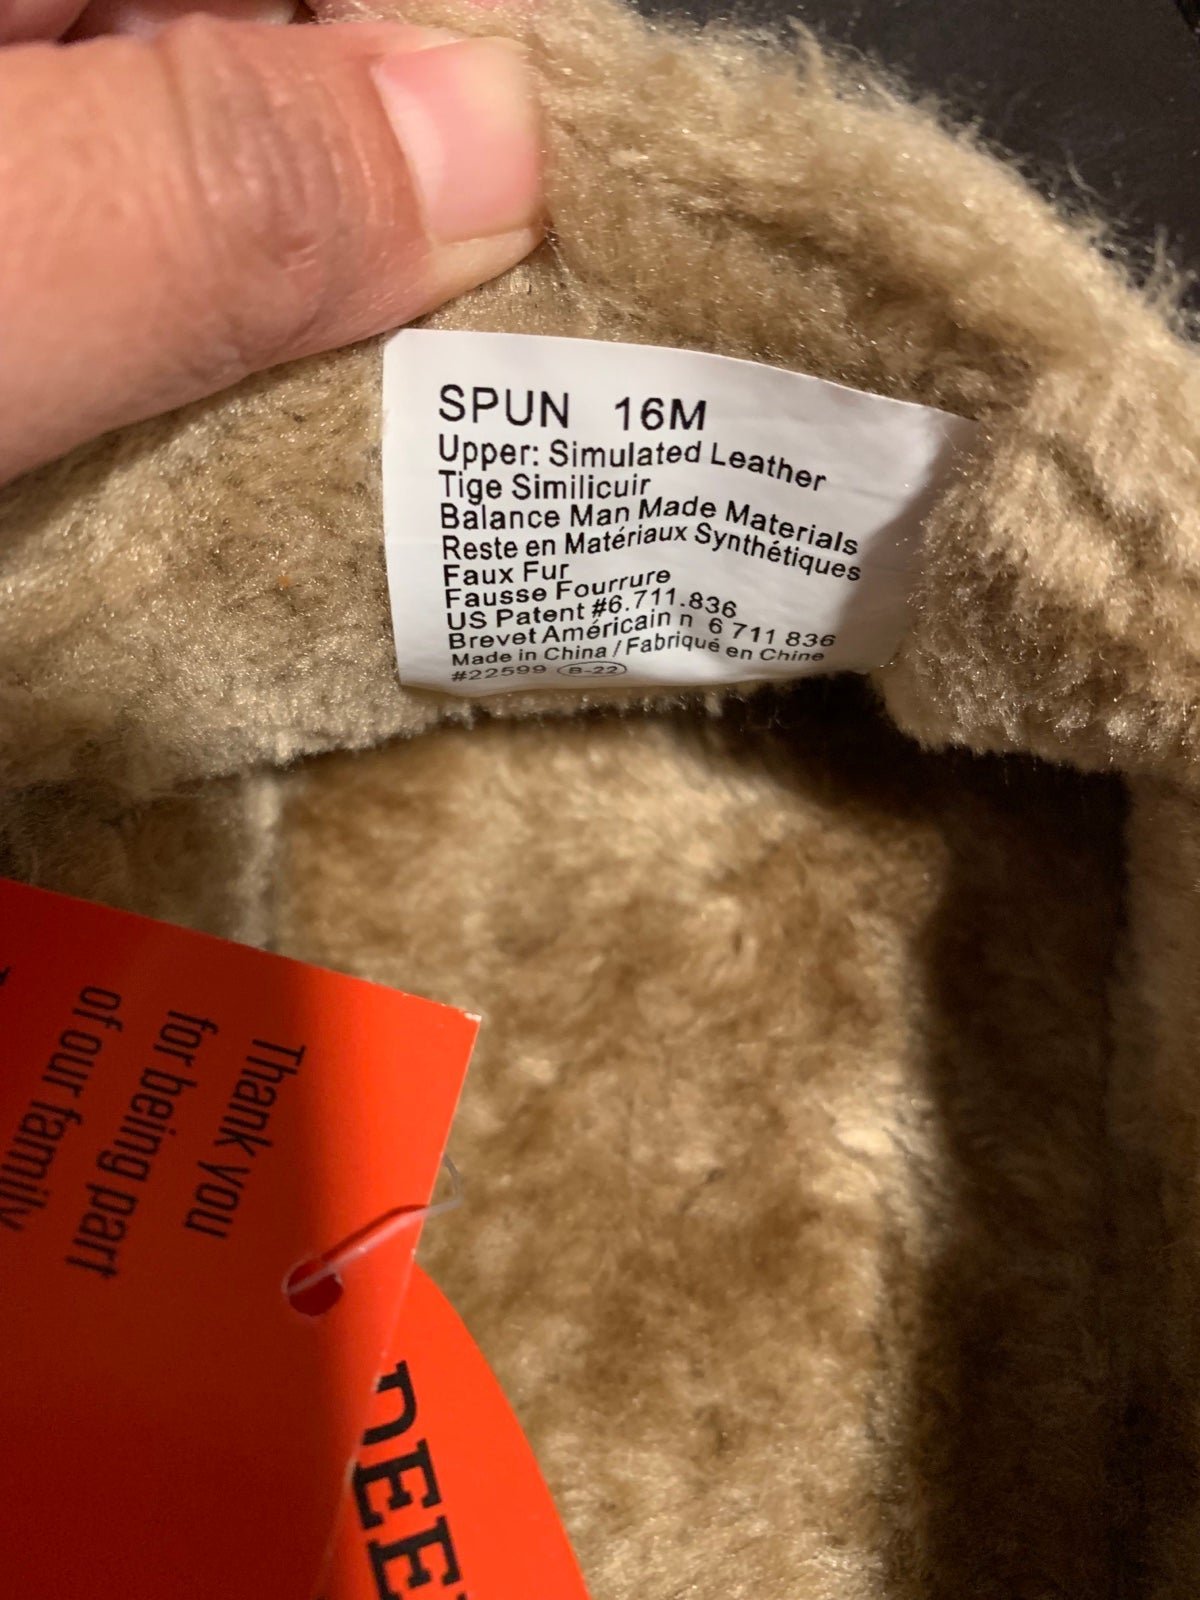 SPUN 16M
Upper: Simulated Leather
Tige Similicuir
Balance Man Made Materials
Reste en Matériaux Synthétiques
Faux Fur
Fausse Fourrure
US Patent #6.711.836
Brevet Américain n 6 711 836
Made in China / Fabriqué en Chine
#22599 8-22
Thank you
for being part
of our family
DEE